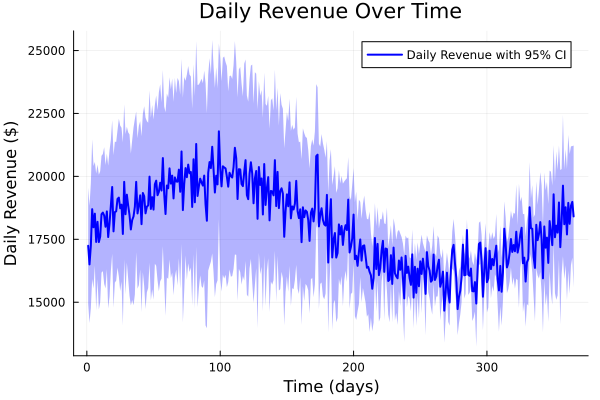 Daily Revenue Over Time
Daily Revenue with 95% CI
Daily Revenue ($)
25000
22500
20000
17500
15000
0 100 200 300
Time (days)